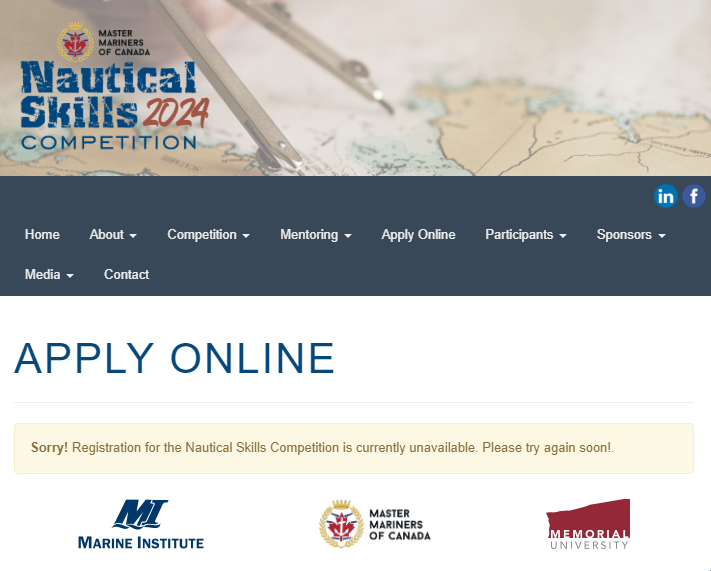 MASTER
MARINERS
OF CANADA
Nautical
Skills 2024
COMPETITION
in f
Home About Competition Mentoring Apply Online Participants Sponsors
Media Contact
APPLY ONLINE
Sorry! Registration for the Nautical Skills Competition is currently unavailable. Please try again soon!.
MI
MARINE INSTITUTE
MASTER
MARINERS
OF CANADA
MEMORIAL
UNIVERSITY